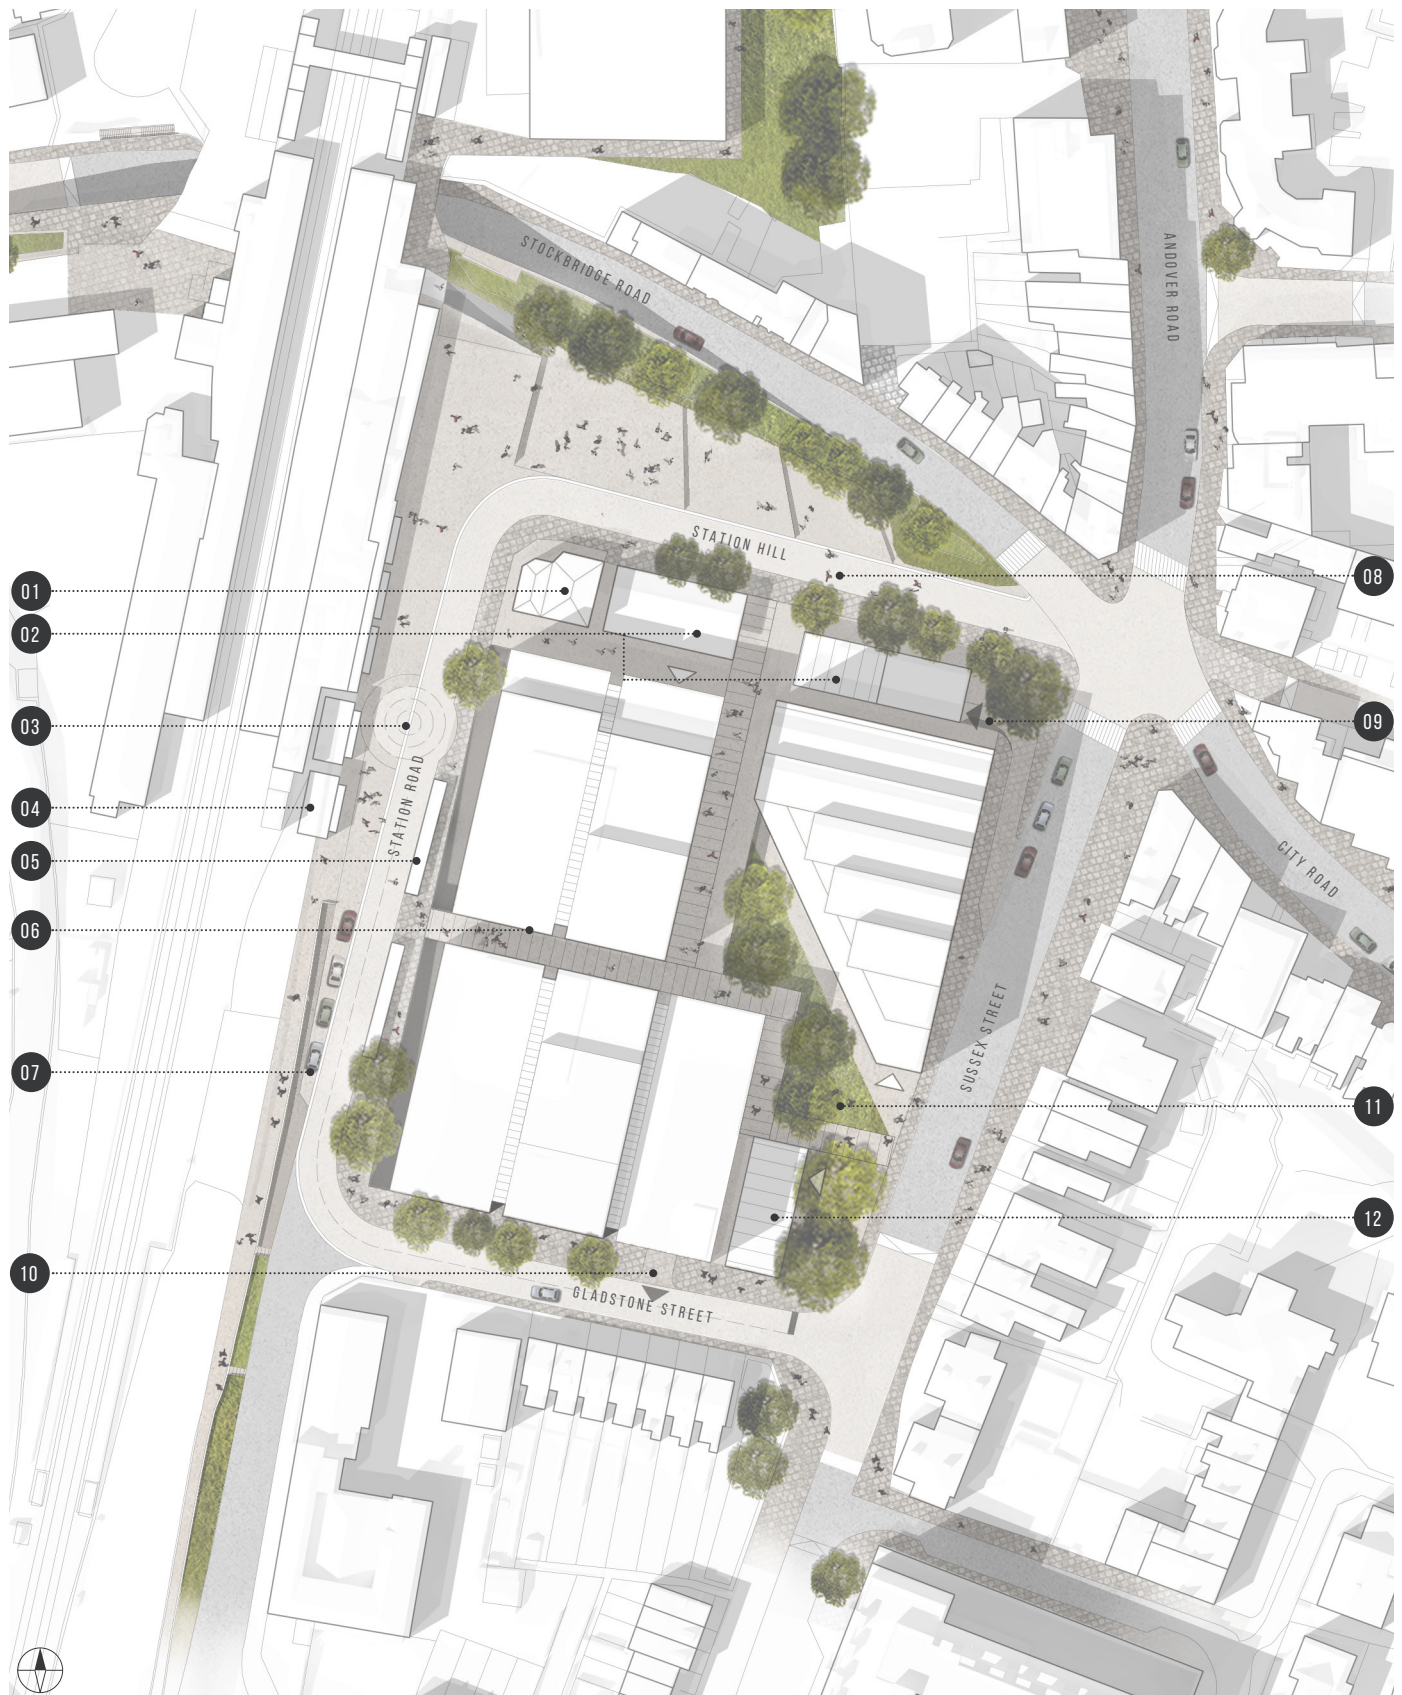 STOCKBRIDGE ROAD
ANDOVER ROAD
STATION HILL
01
08
02
09
03
STATION ROAD
04
05
CITY ROAD
06
SUSSEX STREET
07
11
12
10
GLADSTONE STREET